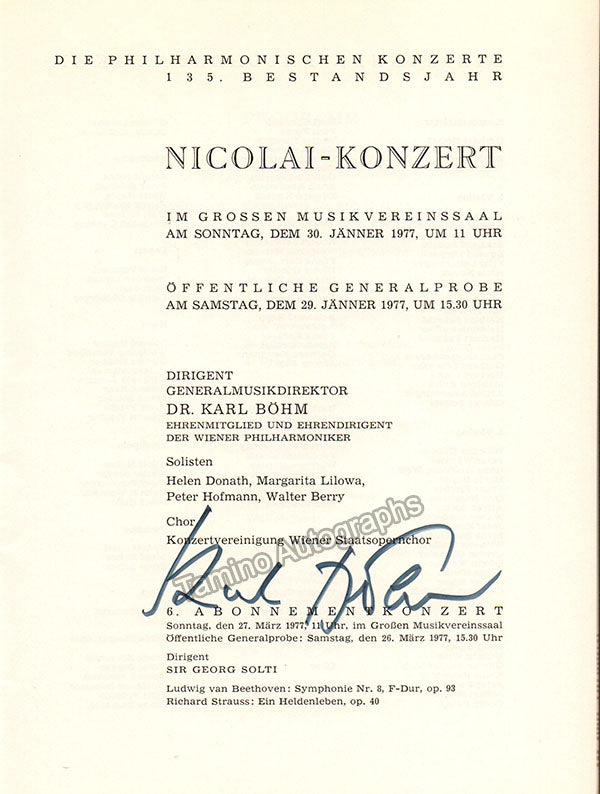 DIE PHILHARMONISCHEN KONZERTE
135. BESTANDSJAHR
NICOLAI-KONZERT
IM GROSSEN MUSIKVEREINSSAAL
AM SONNTAG, DEM 30. JÄNNER 1977, UM 11 UHR
ÖFFENTLICHE GENERALPROBE
AM SAMSTAG, DEM 29. JÄNNER 1977, UM 15.30 UHR
DIRIGENT
GENERALMUSIKDIREKTOR
DR. KARL BÖHM
EHRENMITGLIED UND EHRENDIRIGENT
DER WIENER PHILHARMONIKER
Solisten
Helen Donath, Margarita Lilowa,
Peter Hofmann, Walter Berry
Chor
Konzertvereinigung Wiener Staatsopernchor
Tamino Autographs
Karl Böhm
6. ABONNEMENTKONZERT
Sonntag, den 27. März 1977, 11 Uhr, im Großen Musikvereinssaal
Öffentliche Generalprobe: Samstag, den 26. März 1977, 15.30 Uhr
Dirigent
SIR GEORG SOLTI
Ludwig van Beethoven: Symphonie Nr. 8, F-Dur, op. 93
Richard Strauss: Ein Heldenleben, op. 40